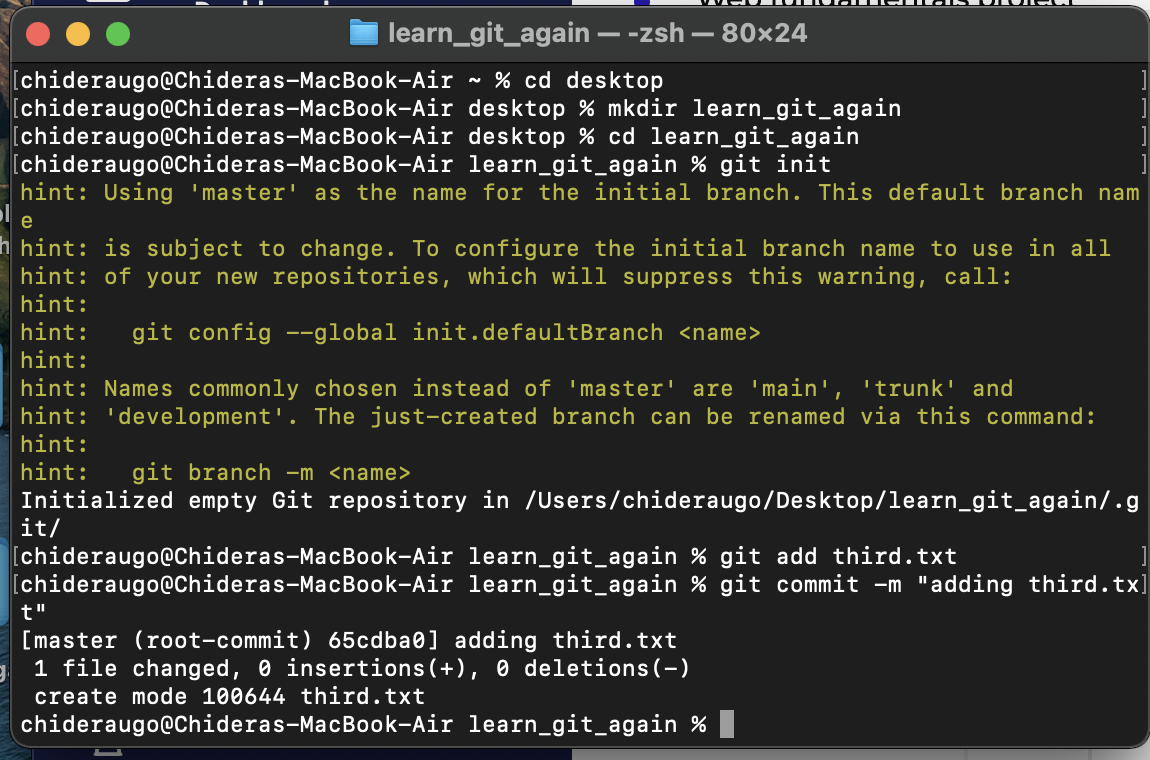 Web fundamentals project
learn_git_again — -zsh — 80×24
[chideraugo@Chideras-MacBook-Air ~ % cd desktop ]
[chideraugo@Chideras-MacBook-Air desktop % mkdir learn_git_again ]
[chideraugo@Chideras-MacBook-Air desktop % cd learn_git_again ]
[chideraugo@Chideras-MacBook-Air learn_git_again % git init ]
hint: Using 'master' as the name for the initial branch. This default branch nam
e
hint: is subject to change. To configure the initial branch name to use in all
hint: of your new repositories, which will suppress this warning, call:
hint:
hint:   git config --global init.defaultBranch <name>
hint:
hint: Names commonly chosen instead of 'master' are 'main', 'trunk' and
hint: 'development'. The just-created branch can be renamed via this command:
hint:
hint:   git branch -m <name>
Initialized empty Git repository in /Users/chideraugo/Desktop/learn_git_again/.g
it/
[chideraugo@Chideras-MacBook-Air learn_git_again % git add third.txt ]
[chideraugo@Chideras-MacBook-Air learn_git_again % git commit -m "adding third.tx]
t"
[master (root-commit) 65cdba0] adding third.txt
 1 file changed, 0 insertions(+), 0 deletions(-)
 create mode 100644 third.txt
chideraugo@Chideras-MacBook-Air learn_git_again %